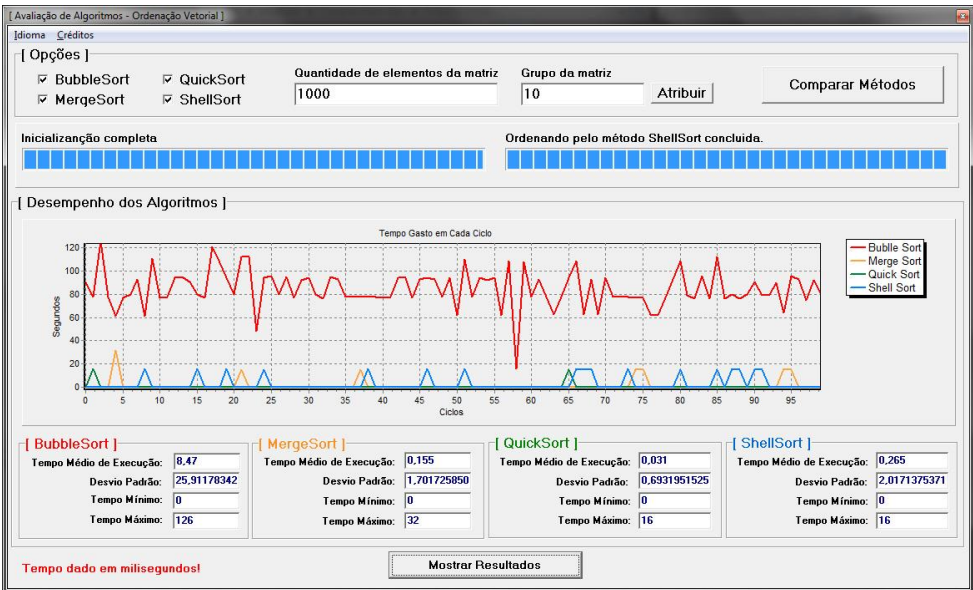 [ Avaliação de Algoritmos - Ordenação Vetorial ]
Idioma Créditos
[ Opções ]
BubbleSort
QuickSort
MergeSort
ShellSort
Quantidade de elementos da matriz
1000
Grupo da matriz
10
Atribuir
Comparar Métodos
Inicializanção completa
Ordenando pelo método ShellSort concluida.
[ Desempenho dos Algoritmos ]
Tempo Gasto em Cada Ciclo
Segundos
120
100
80
60
40
20
0
0 5 10 15 20 25 30 35 40 45 50 55 60 65 70 75 80 85 90 95
Ciclos
Bublle Sort
Merge Sort
Quick Sort
Shell Sort
[ BubbleSort ]
Tempo Médio de Execução: 8,47
Desvio Padrão: 25,91178342
Tempo Mínimo: 0
Tempo Máximo: 126
[ MergeSort ]
Tempo Médio de Execução: 0,155
Desvio Padrão: 1,701725850
Tempo Mínimo: 0
Tempo Máximo: 32
[ QuickSort ]
Tempo Médio de Execução: 0,031
Desvio Padrão: 0,6931951525
Tempo Mínimo: 0
Tempo Máximo: 16
[ ShellSort ]
Tempo Médio de Execução: 0,265
Desvio Padrão: 2,0171375371
Tempo Mínimo: 0
Tempo Máximo: 16
Tempo dado em milisegundos!
Mostrar Resultados